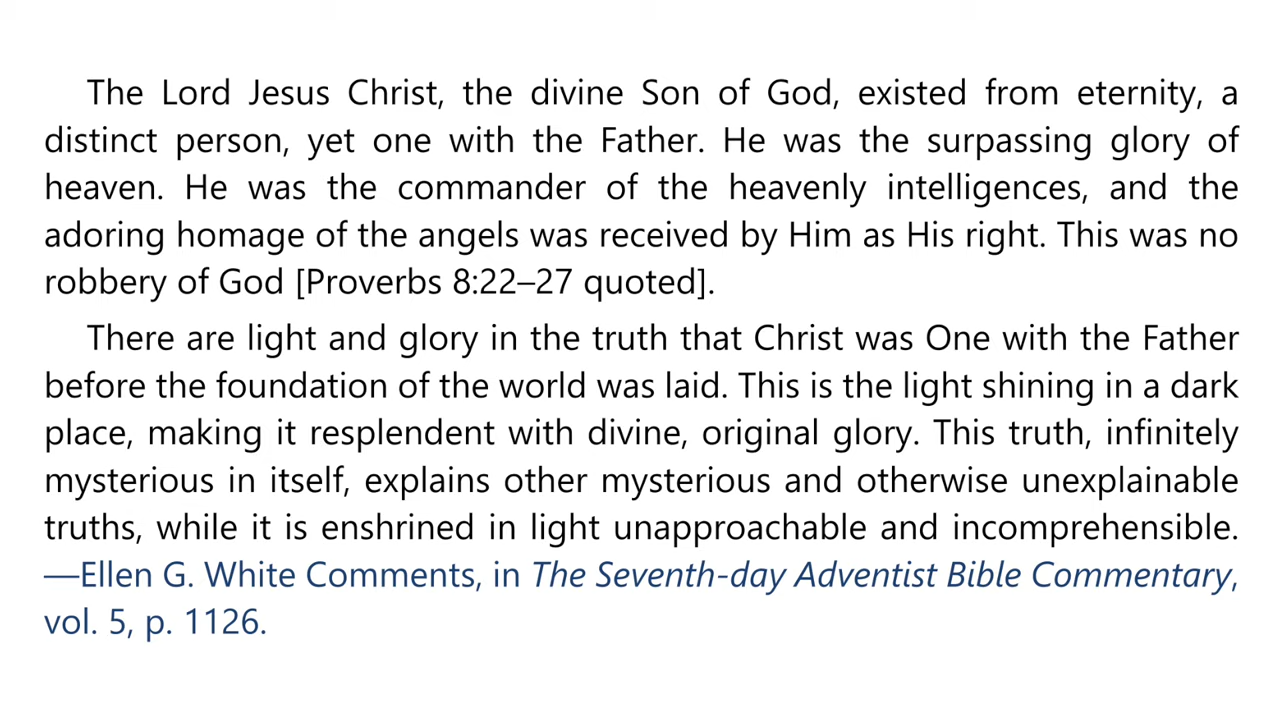 The Lord Jesus Christ, the divine Son of God, existed from eternity, a
distinct person, yet one with the Father. He was the surpassing glory of
heaven. He was the commander of the heavenly intelligences, and the
adoring homage of the angels was received by Him as His right. This was no
robbery of God [Proverbs 8:22–27 quoted].
There are light and glory in the truth that Christ was One with the Father
before the foundation of the world was laid. This is the light shining in a dark
place, making it resplendent with divine, original glory. This truth, infinitely
mysterious in itself, explains other mysterious and otherwise unexplainable
truths, while it is enshrined in light unapproachable and incomprehensible.
—Ellen G. White Comments, in The Seventh-day Adventist Bible Commentary,
vol. 5, p. 1126.